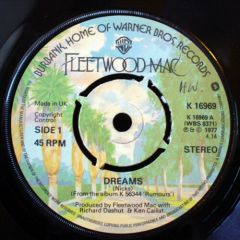 BURBANK, HOME OF WARNER BROS. RECORDS
FLEETWOOD MAC
HW.
Made in UK
Copyright
Control
SIDE 1
45 RPM
K 16969
K 16969 A
(WBS 8371)
℗ © 1977
STEREO
DREAMS
(Nicks)
(From the album K 56344 'Rumours')
Produced by Fleetwood Mac with
Richard Dashut & Ken Caillat.